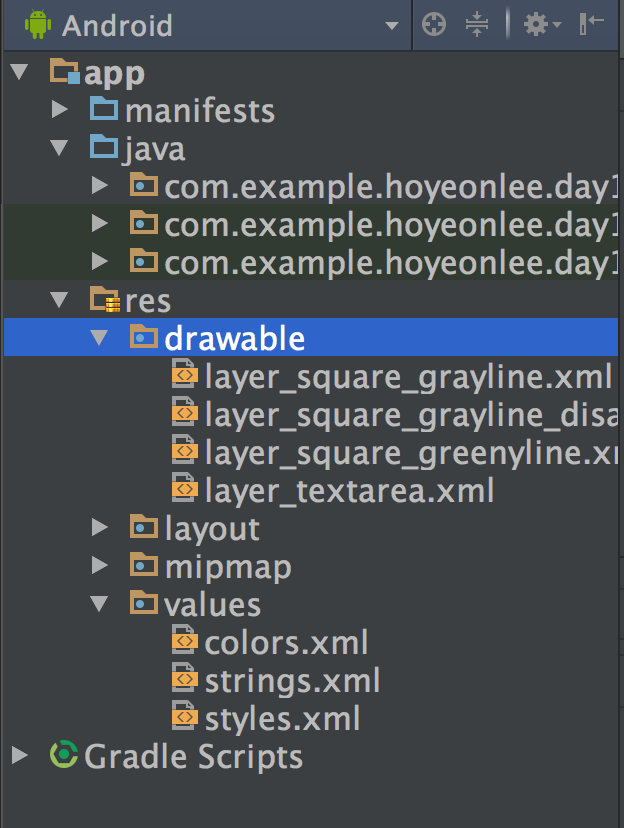 Android
app
manifests
java
com.example.hoyeonlee.day1
com.example.hoyeonlee.day1
com.example.hoyeonlee.day1
res
drawable
layer_square_grayline.xml
layer_square_grayline_disa
layer_square_greenyline.xm
layer_textarea.xml
layout
mipmap
values
colors.xml
strings.xml
styles.xml
Gradle Scripts